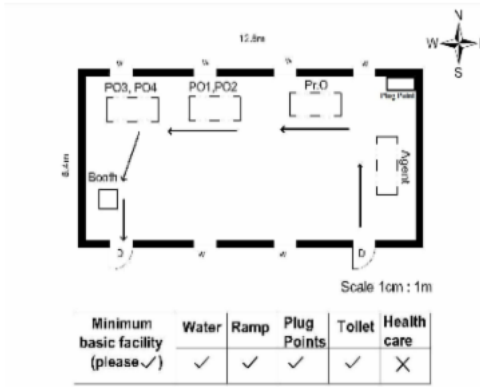 N
W E
S
12.8m
W W W W
PO3, PO4 PO1,PO2 Pr.O
Plug Point
8.4m
Agent
Booth
D W W D
Scale 1cm : 1m
Minimum basic facility (please ✓) Water Ramp Plug Points Toilet Health care
✓ ✓ ✓ ✓ X